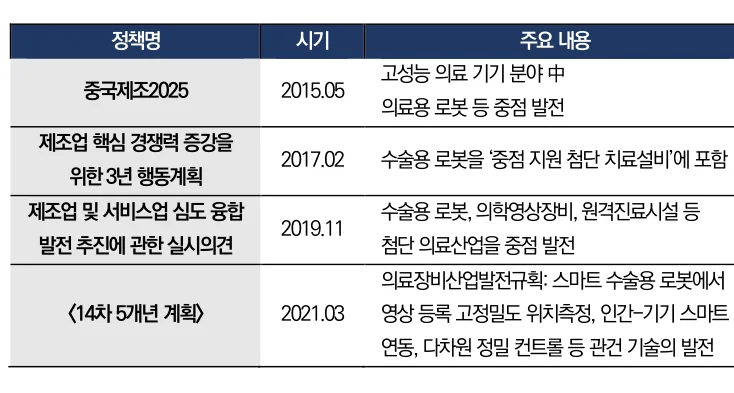 정책명 시기 주요 내용
중국제조2025 2015.05 고성능 의료 기기 분야 中
의료용 로봇 등 중점 발전
제조업 핵심 경쟁력 증강을
위한 3년 행동계획 2017.02 수술용 로봇을 ‘중점 지원 첨단 치료설비’에 포함
제조업 및 서비스업 심도 융합
발전 추진에 관한 실시의견 2019.11 수술용 로봇, 의학영상장비, 원격진료시설 등
첨단 의료산업을 중점 발전
<14차 5개년 계획> 2021.03 의료장비산업발전규획: 스마트 수술용 로봇에서
영상 등록 고정밀도 위치측정, 인간-기기 스마트
연동, 다차원 정밀 컨트롤 등 관건 기술의 발전